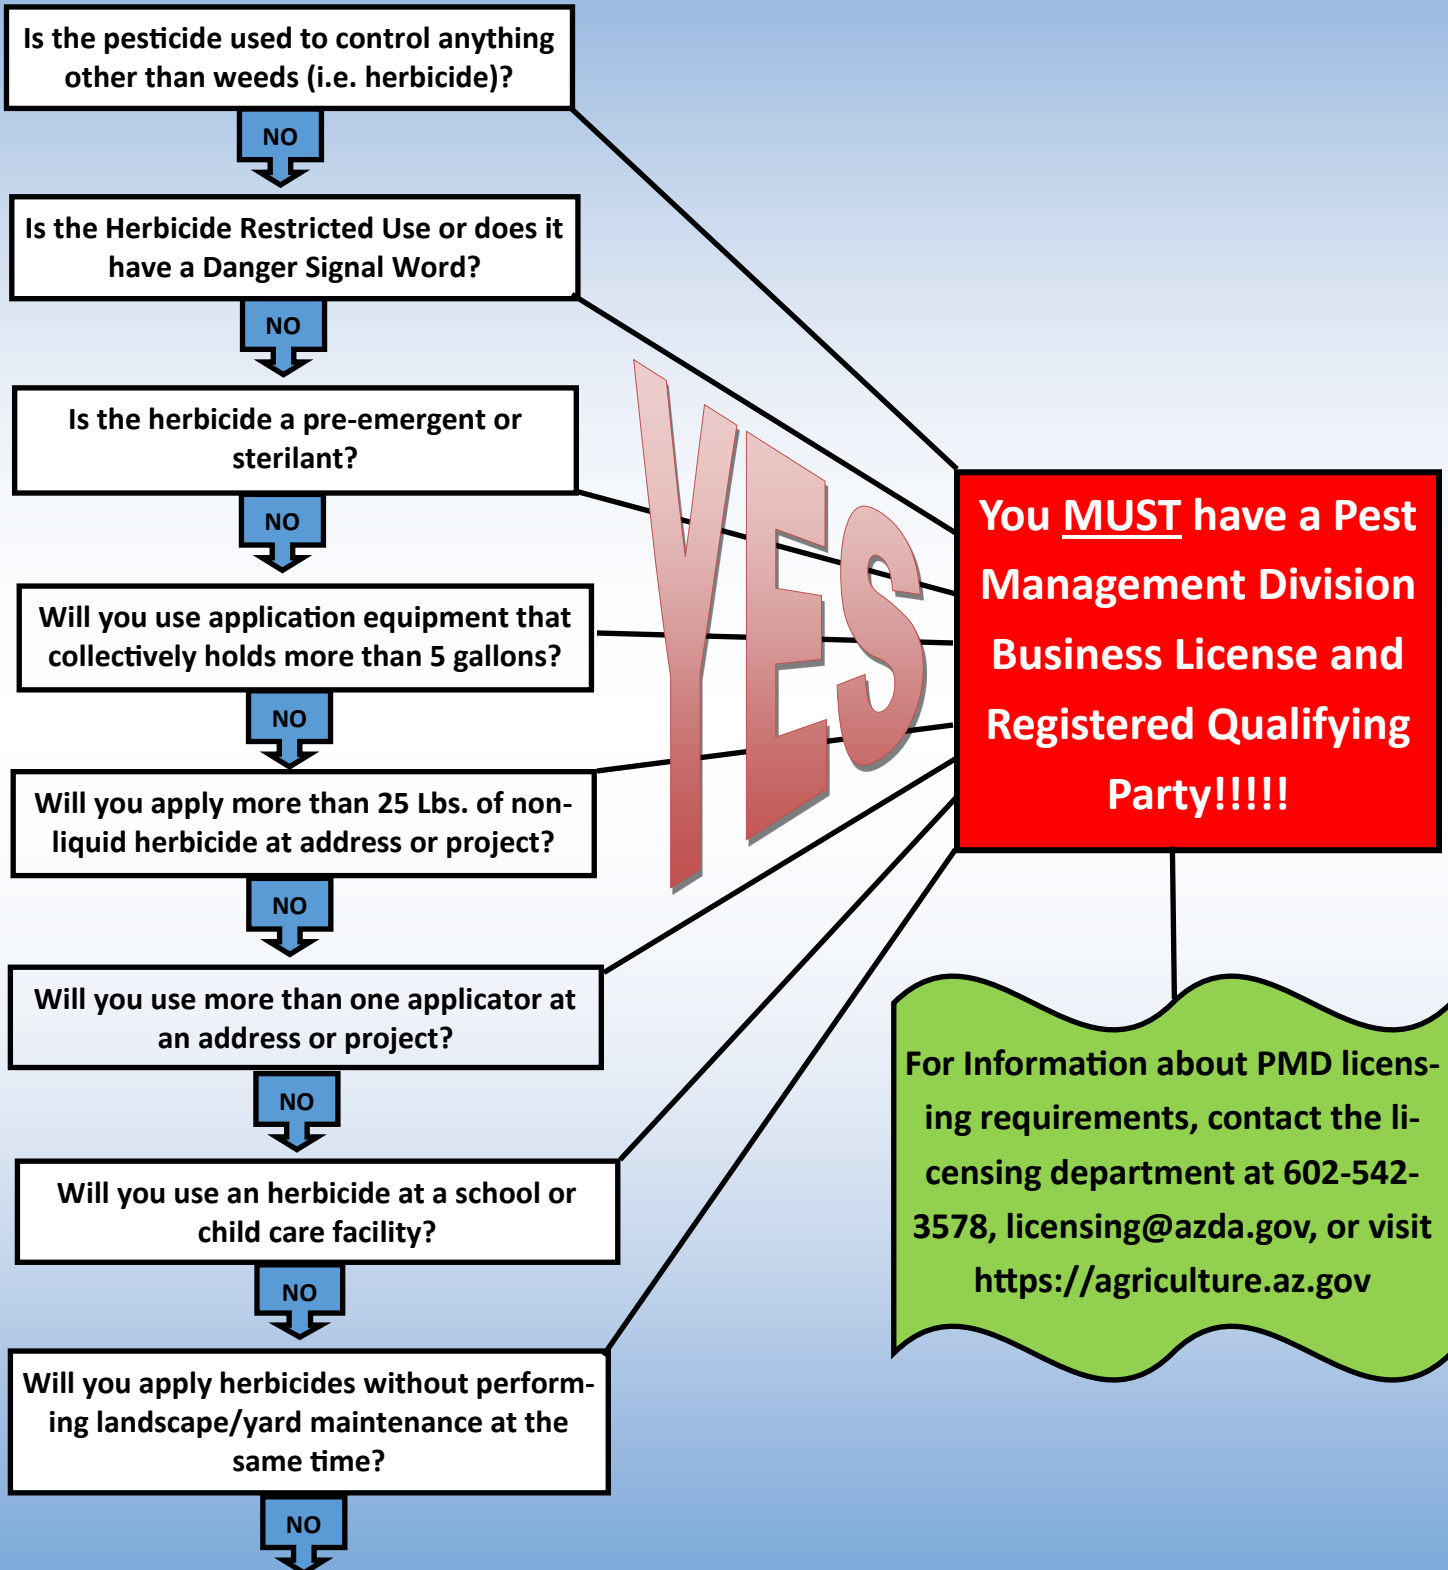 Is the pesticide used to control anything
other than weeds (i.e. herbicide)?
NO
Is the Herbicide Restricted Use or does it
have a Danger Signal Word?
NO
Is the herbicide a pre-emergent or
sterilant?
NO
Will you use application equipment that
collectively holds more than 5 gallons?
NO
Will you apply more than 25 Lbs. of non-
liquid herbicide at address or project?
NO
Will you use more than one applicator at
an address or project?
NO
Will you use an herbicide at a school or
child care facility?
NO
Will you apply herbicides without perform-
ing landscape/yard maintenance at the
same time?
NO
YES
You MUST have a Pest
Management Division
Business License and
Registered Qualifying
Party!!!!!
For Information about PMD licens-
ing requirements, contact the li-
censing department at 602-542-
3578, licensing@azda.gov, or visit
https://agriculture.az.gov